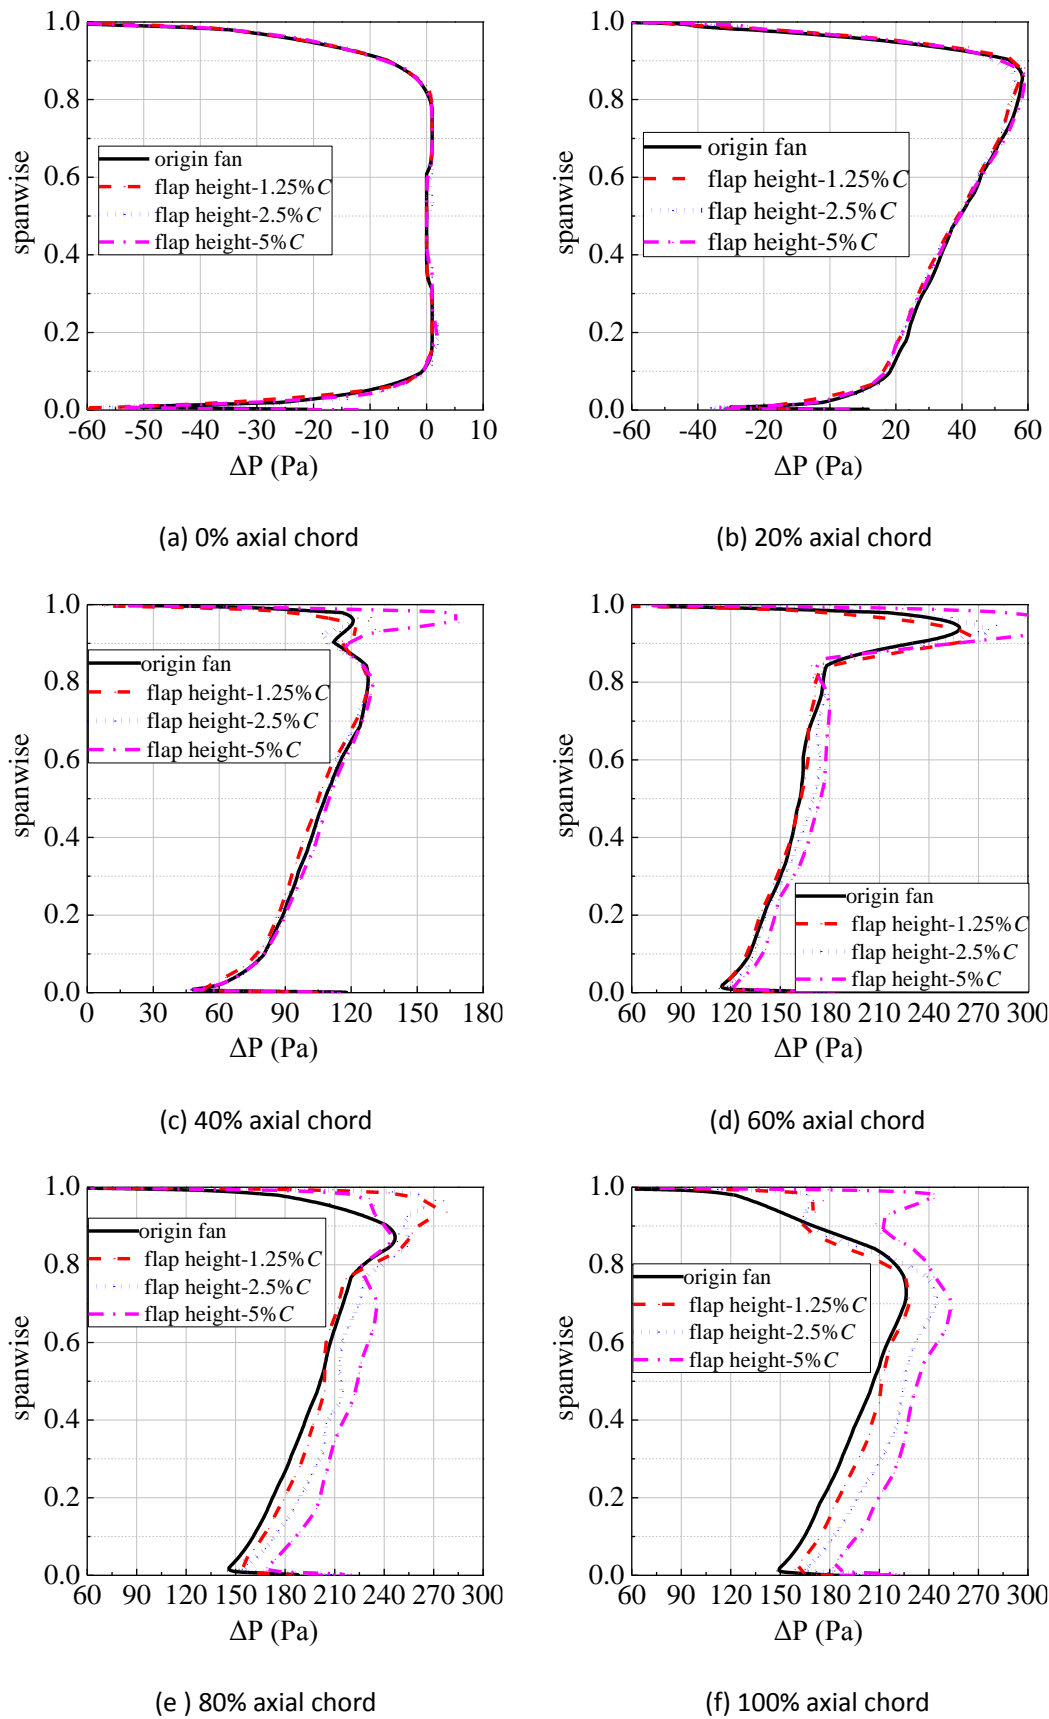 1.0
0.8
0.6
0.4
0.2
0.0
spanwise
origin fan
flap height-1.25%C
flap height-2.5%C
flap height-5%C
-60 -50 -40 -30 -20 -10 0 10
ΔP (Pa)
(a) 0% axial chord
1.0
0.8
0.6
0.4
0.2
0.0
spanwise
origin fan
flap height-1.25%C
flap height-2.5%C
flap height-5%C
-60 -40 -20 0 20 40 60
ΔP (Pa)
(b) 20% axial chord
1.0
0.8
0.6
0.4
0.2
0.0
spanwise
origin fan
flap height-1.25%C
flap height-2.5%C
flap height-5%C
0 30 60 90 120 150 180
ΔP (Pa)
(c) 40% axial chord
1.0
0.8
0.6
0.4
0.2
0.0
spanwise
origin fan
flap height-1.25%C
flap height-2.5%C
flap height-5%C
60 90 120 150 180 210 240 270 300
ΔP (Pa)
(d) 60% axial chord
1.0
0.8
0.6
0.4
0.2
0.0
spanwise
origin fan
flap height-1.25%C
flap height-2.5%C
flap height-5%C
60 90 120 150 180 210 240 270 300
ΔP (Pa)
(e ) 80% axial chord
1.0
0.8
0.6
0.4
0.2
0.0
spanwise
origin fan
flap height-1.25%C
flap height-2.5%C
flap height-5%C
60 90 120 150 180 210 240 270 300
ΔP (Pa)
(f) 100% axial chord